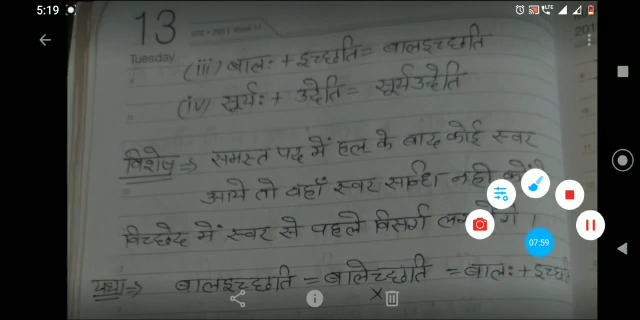 5:19
13
Tuesday
(iii) बालः + इच्छति = बालइच्छति
(iv) सूर्यः + उदेति = सूर्यउदेति
विशेष ⇒ समस्त पद में हल के बाद कोई स्वर
आये तो वहाँ स्वर नही
विच्छेद में स्वर से पहले विसर्ग
यथा ⇒ बालइच्छति = बालेच्छति = बालः + इच्छति
07:59